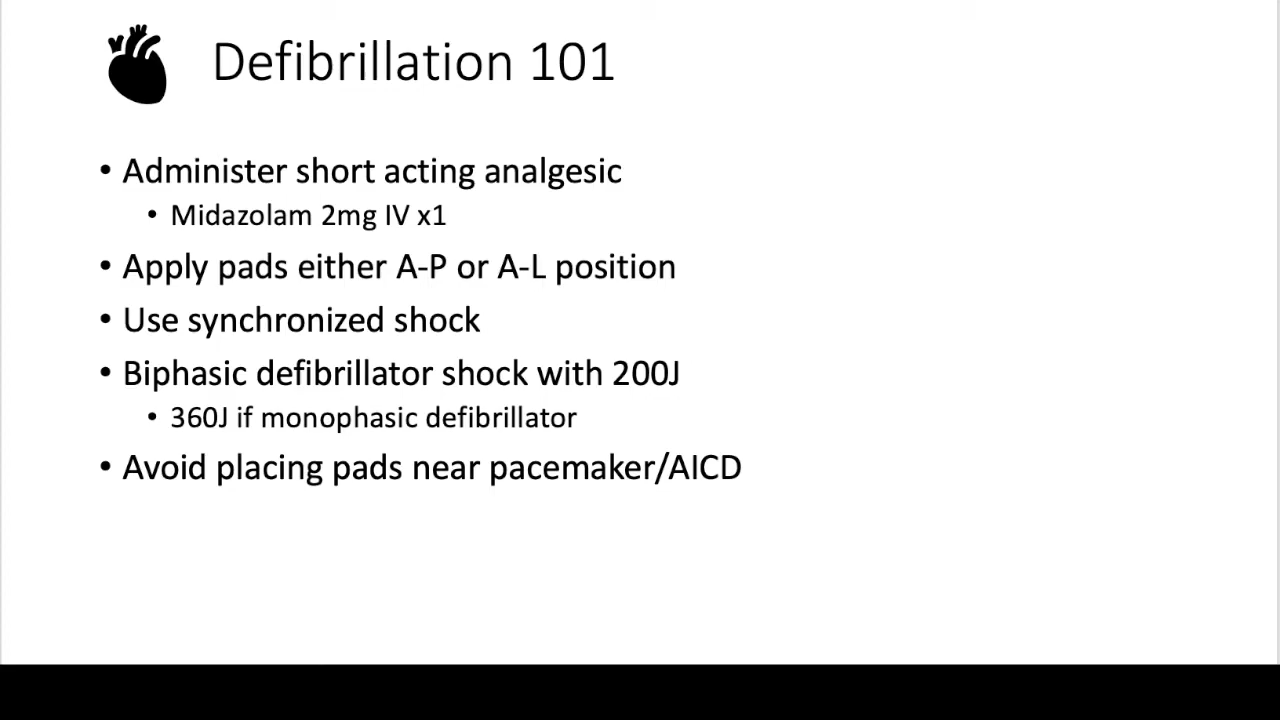 Defibrillation 101
• Administer short acting analgesic
• Midazolam 2mg IV x1
• Apply pads either A-P or A-L position
• Use synchronized shock
• Biphasic defibrillator shock with 200J
• 360J if monophasic defibrillator
• Avoid placing pads near pacemaker/AICD